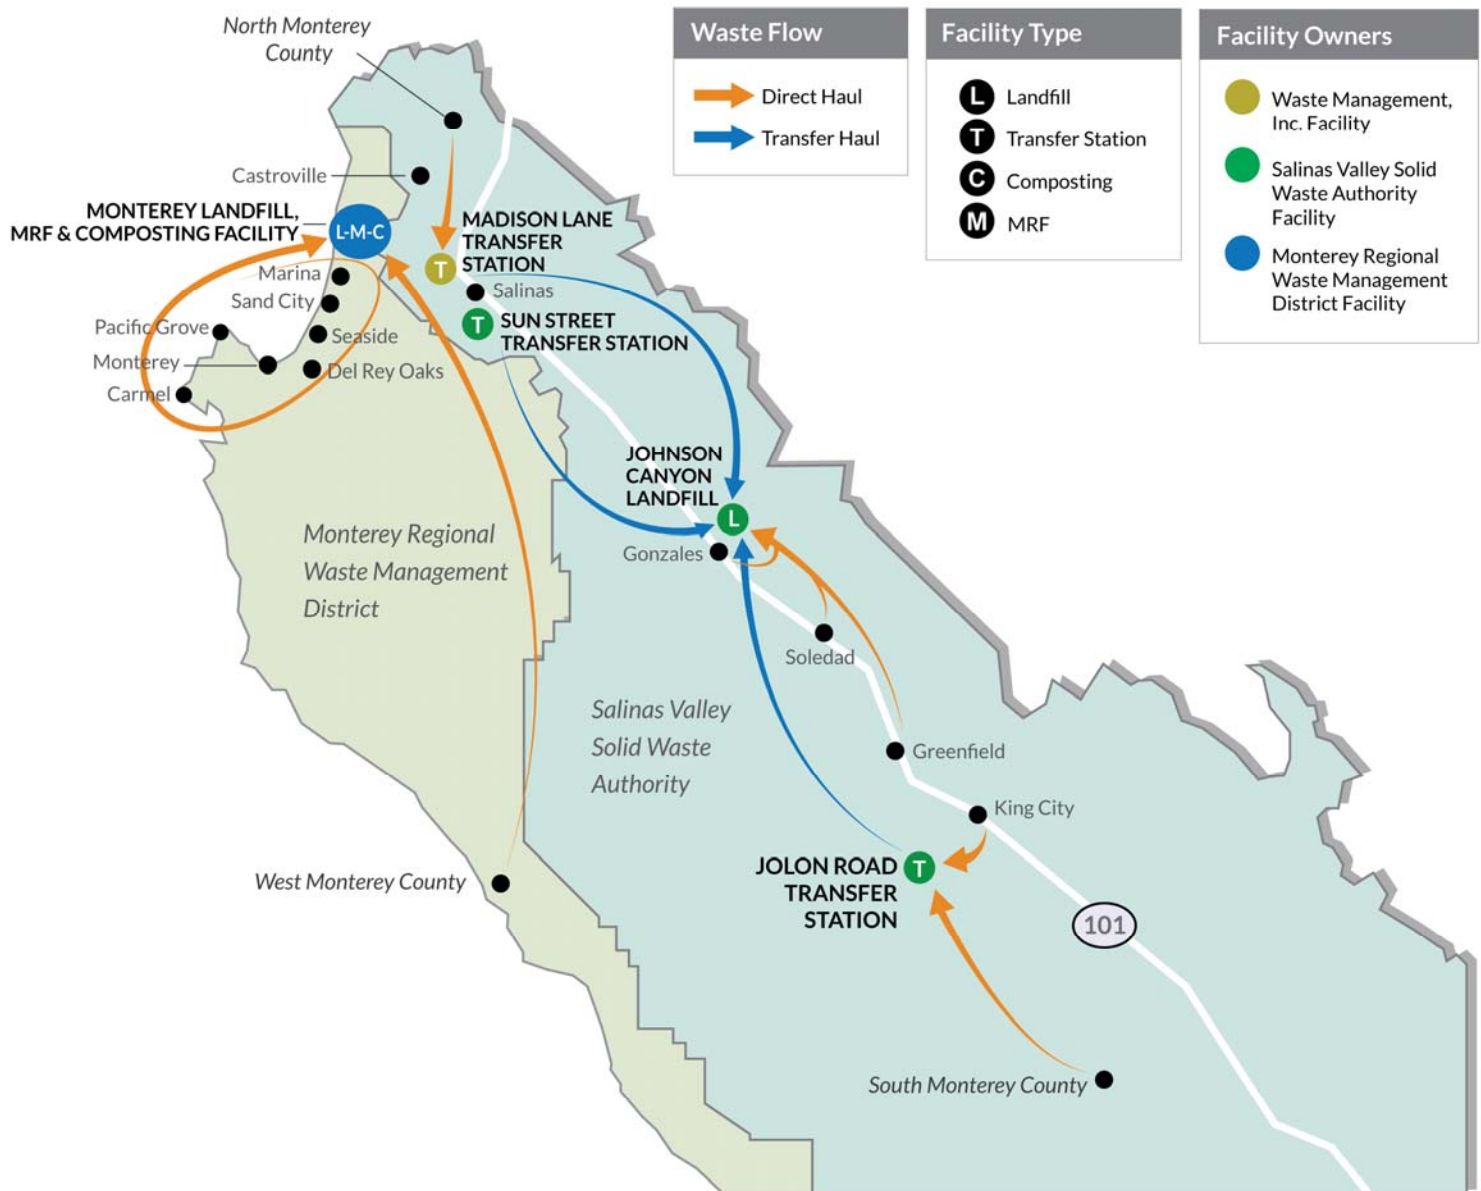 North Monterey
County
Waste Flow
Direct Haul
Transfer Haul
Facility Type
L Landfill
T Transfer Station
C Composting
M MRF
Facility Owners
Waste Management,
Inc. Facility
Salinas Valley Solid
Waste Authority
Facility
Monterey Regional
Waste Management
District Facility
Castroville
MONTEREY LANDFILL,
MRF & COMPOSTING FACILITY
L-M-C
MADISON LANE
TRANSFER
STATION
T
Marina
Salinas
Sand City
Pacific Grove
Seaside
T
SUN STREET
TRANSFER STATION
Monterey
Del Rey Oaks
Carmel
JOHNSON
CANYON
LANDFILL
L
Gonzales
Monterey Regional
Waste Management
District
Soledad
Salinas Valley
Solid Waste
Authority
Greenfield
King City
JOLON ROAD
TRANSFER
STATION
T
West Monterey County
101
South Monterey County